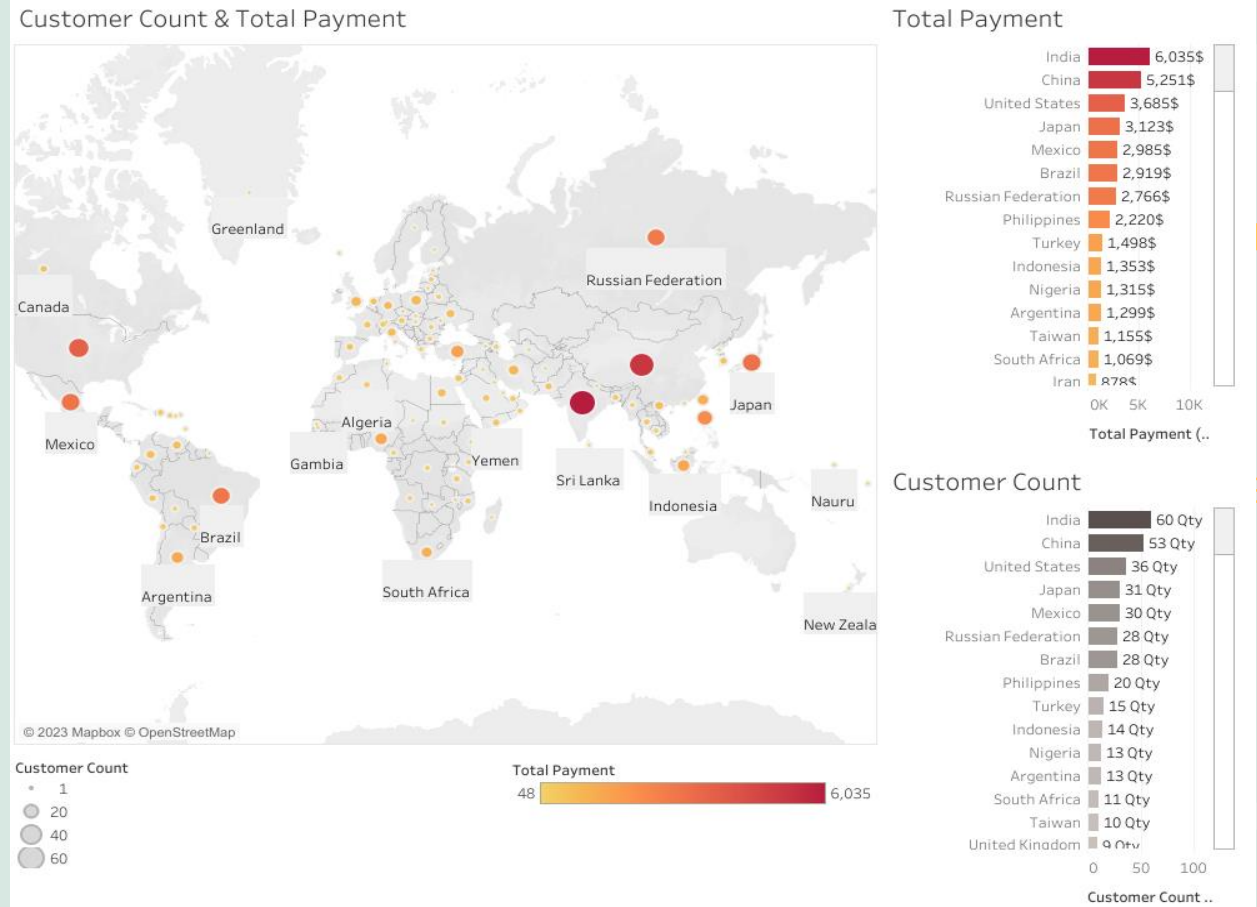 Customer Count & Total Payment
Greenland
Canada
Russian Federation
Mexico
Algeria
Gambia
Yemen
Japan
Sri Lanka
Indonesia
Nauru
Brazil
Argentina
South Africa
New Zeala
© 2023 Mapbox © OpenStreetMap
Customer Count
1
20
40
60
Total Payment
48 6,035
Total Payment
India 6,035$
China 5,251$
United States 3,685$
Japan 3,123$
Mexico 2,985$
Brazil 2,919$
Russian Federation 2,766$
Philippines 2,220$
Turkey 1,498$
Indonesia 1,353$
Nigeria 1,315$
Argentina 1,299$
Taiwan 1,155$
South Africa 1,069$
Iran 878$
0K 5K 10K
Total Payment (..
Customer Count
India 60 Qty
China 53 Qty
United States 36 Qty
Japan 31 Qty
Mexico 30 Qty
Russian Federation 28 Qty
Brazil 28 Qty
Philippines 20 Qty
Turkey 15 Qty
Indonesia 14 Qty
Nigeria 13 Qty
Argentina 13 Qty
South Africa 11 Qty
Taiwan 10 Qty
United Kingdom 9 Qty
0 50 100
Customer Count ..